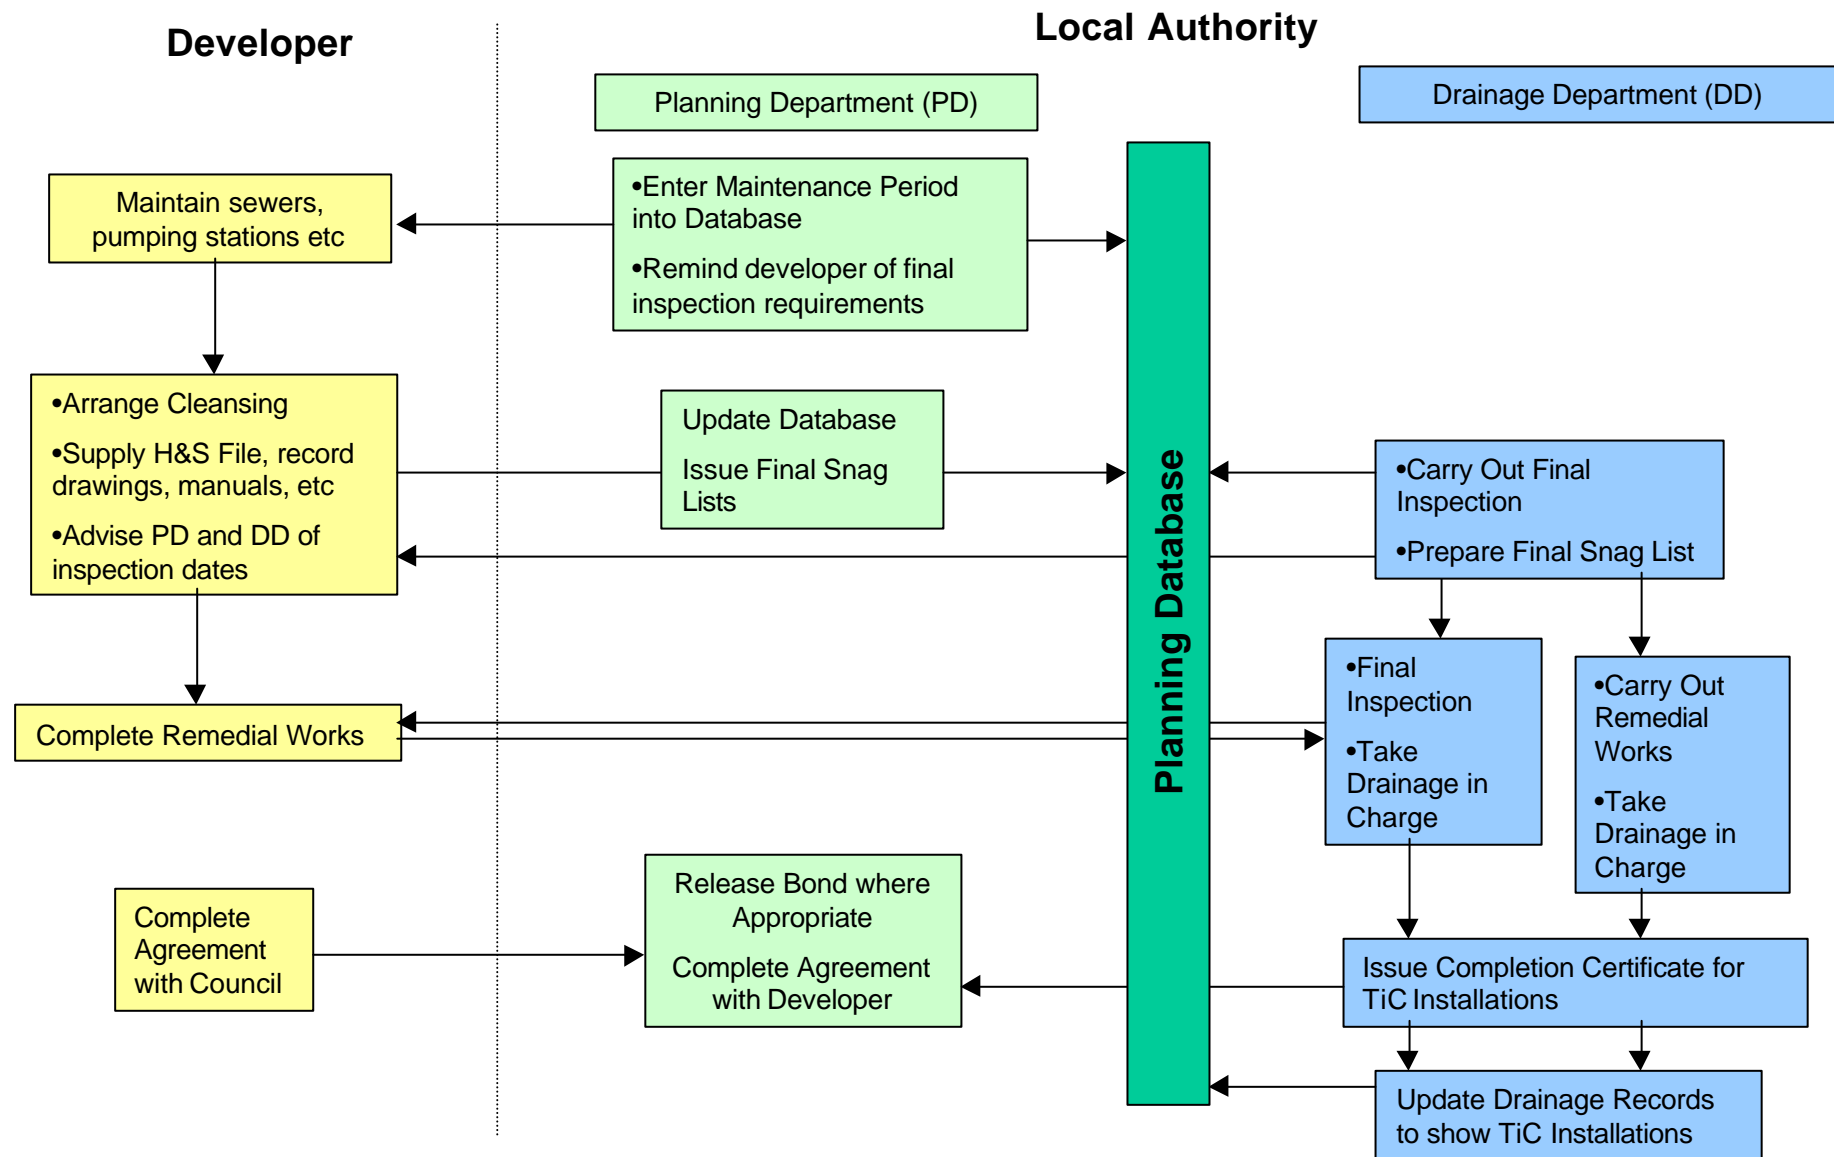 Developer
Local Authority
Planning Department (PD)
Drainage Department (DD)
Maintain sewers,
pumping stations etc
•Enter Maintenance Period
into Database
•Remind developer of final
inspection requirements
•Arrange Cleansing
•Supply H&S File, record
drawings, manuals, etc
•Advise PD and DD of
inspection dates
Update Database
Issue Final Snag
Lists
Planning Database
•Carry Out Final
Inspection
•Prepare Final Snag List
Complete Remedial Works
•Final
Inspection
•Take
Drainage in
Charge
•Carry Out
Remedial
Works
•Take
Drainage in
Charge
Complete
Agreement
with Council
Release Bond where
Appropriate
Complete Agreement
with Developer
Issue Completion Certificate for
TiC Installations
Update Drainage Records
to show TiC Installations